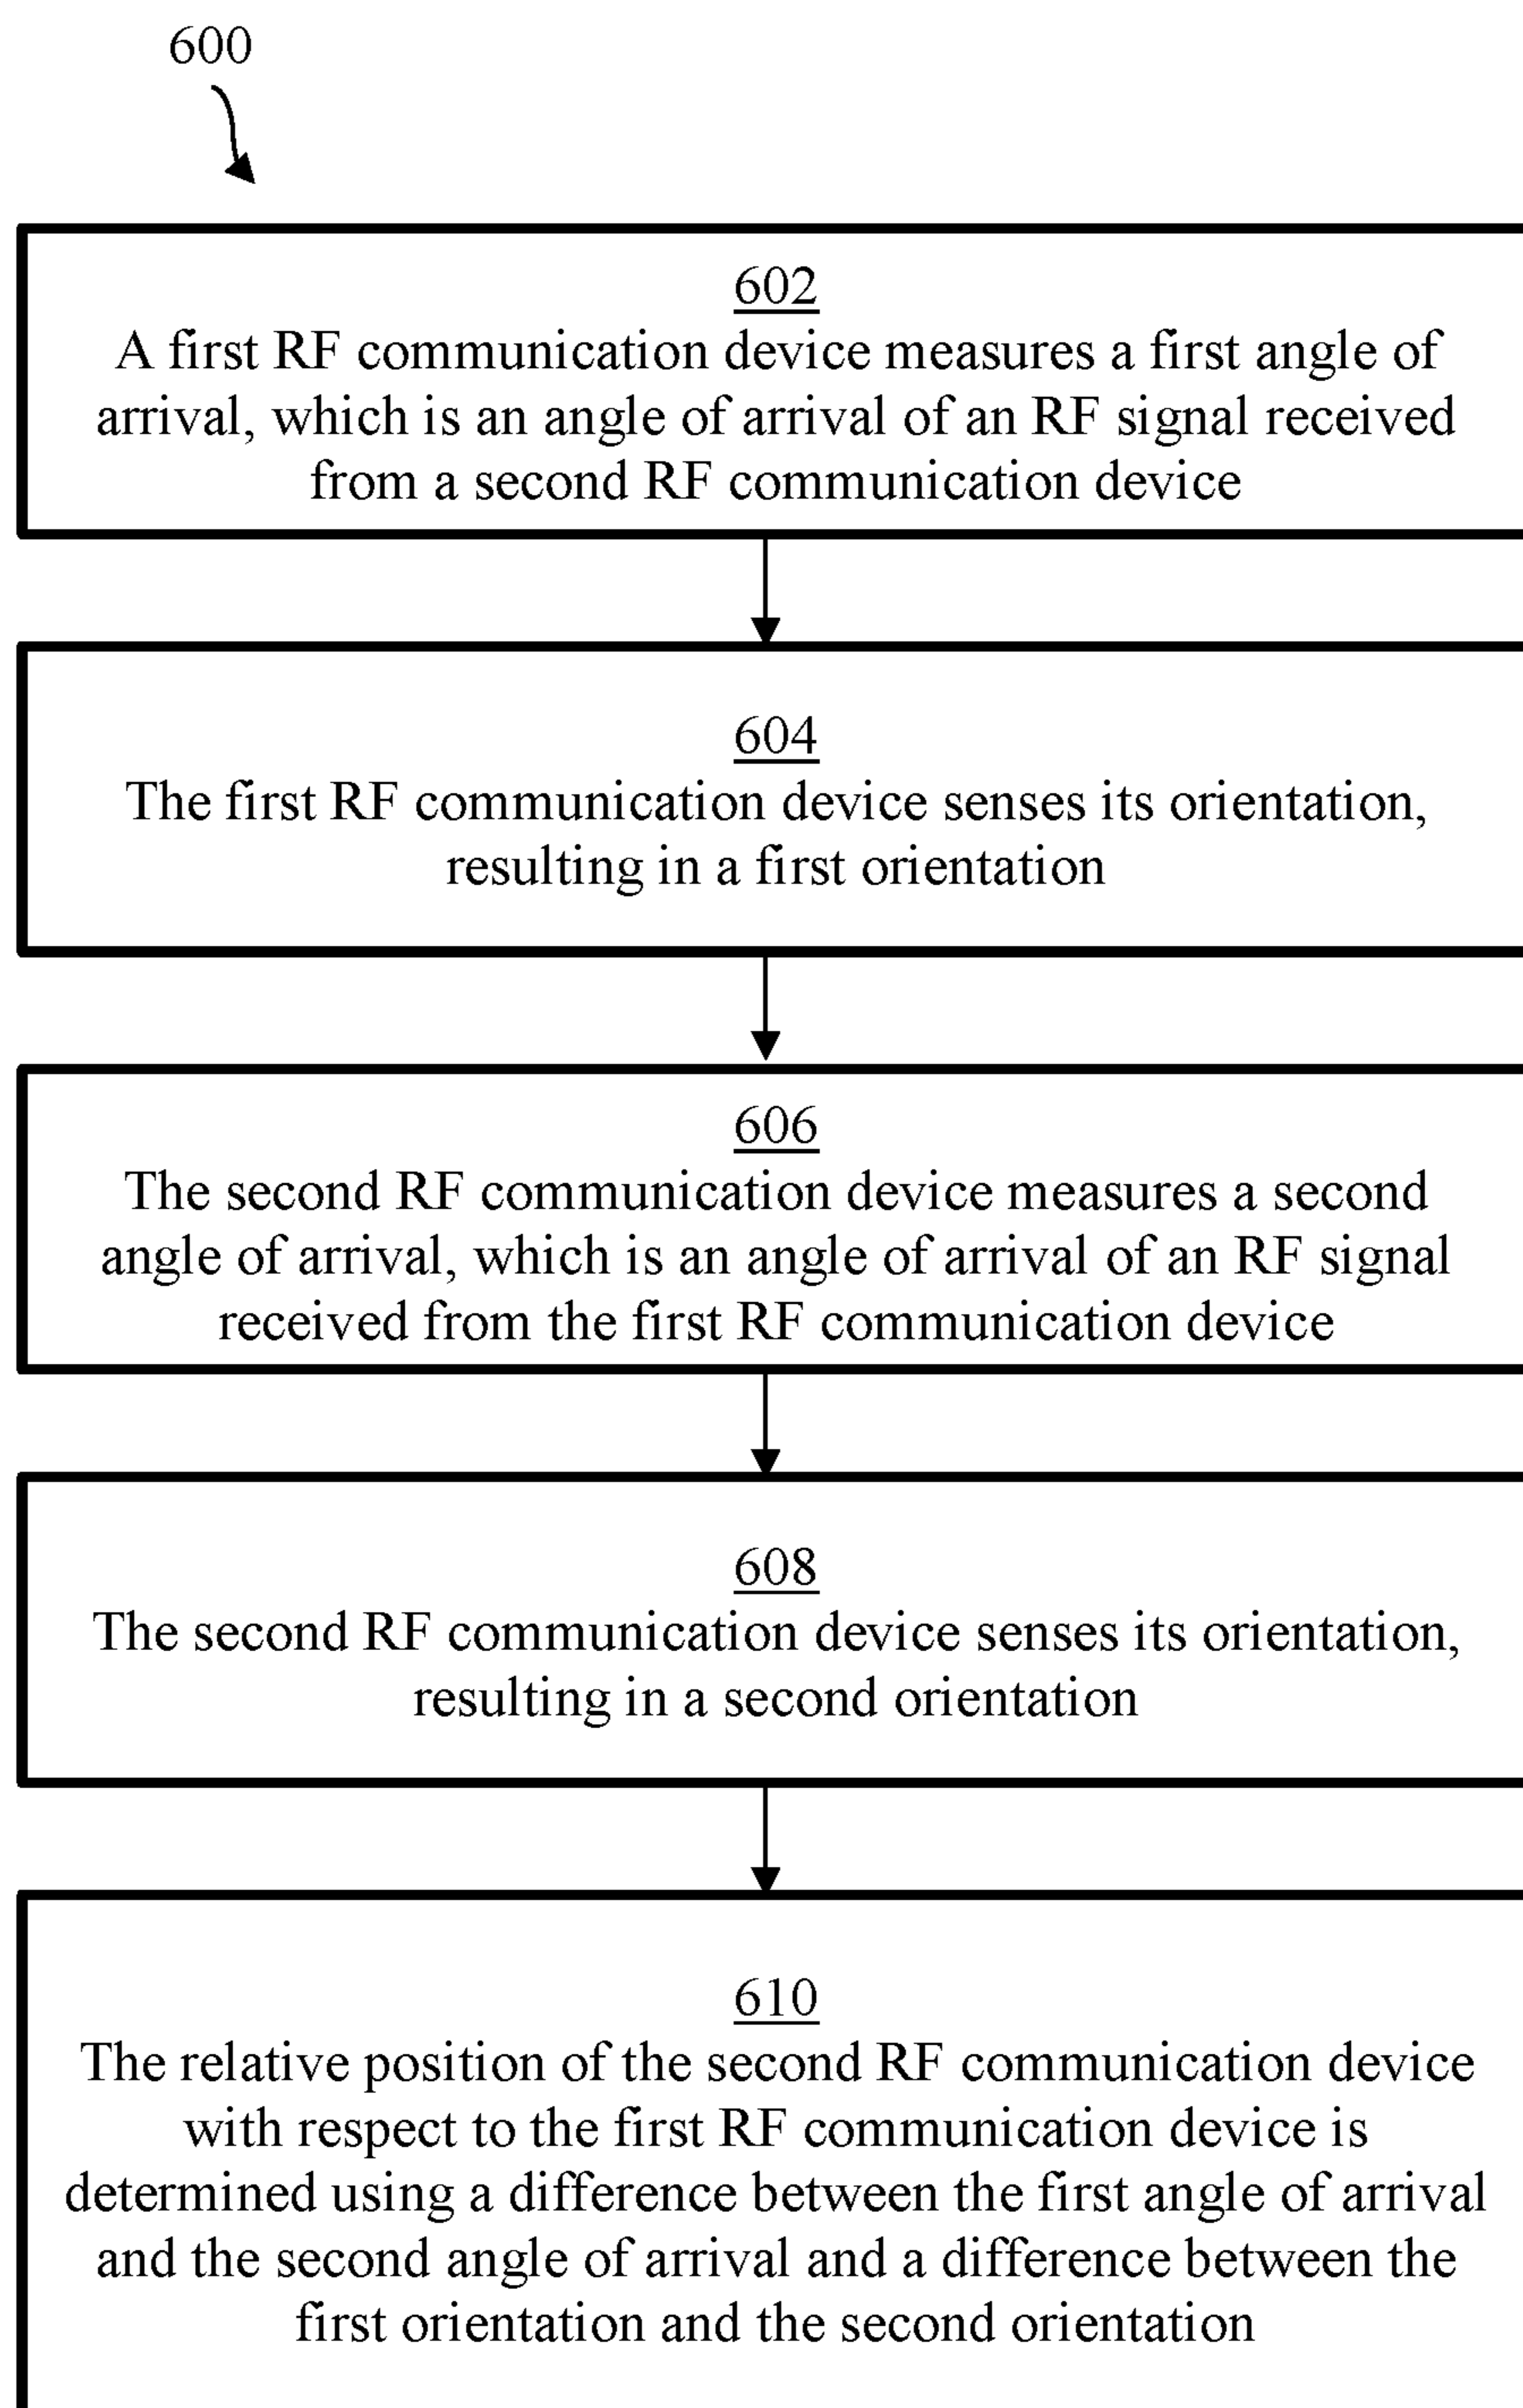 600
602
A first RF communication device measures a first angle of
arrival, which is an angle of arrival of an RF signal received
from a second RF communication device
604
The first RF communication device senses its orientation,
resulting in a first orientation
606
The second RF communication device measures a second
angle of arrival, which is an angle of arrival of an RF signal
received from the first RF communication device
608
The second RF communication device senses its orientation,
resulting in a second orientation
610
The relative position of the second RF communication device
with respect to the first RF communication device is
determined using a difference between the first angle of arrival
and the second angle of arrival and a difference between the
first orientation and the second orientation